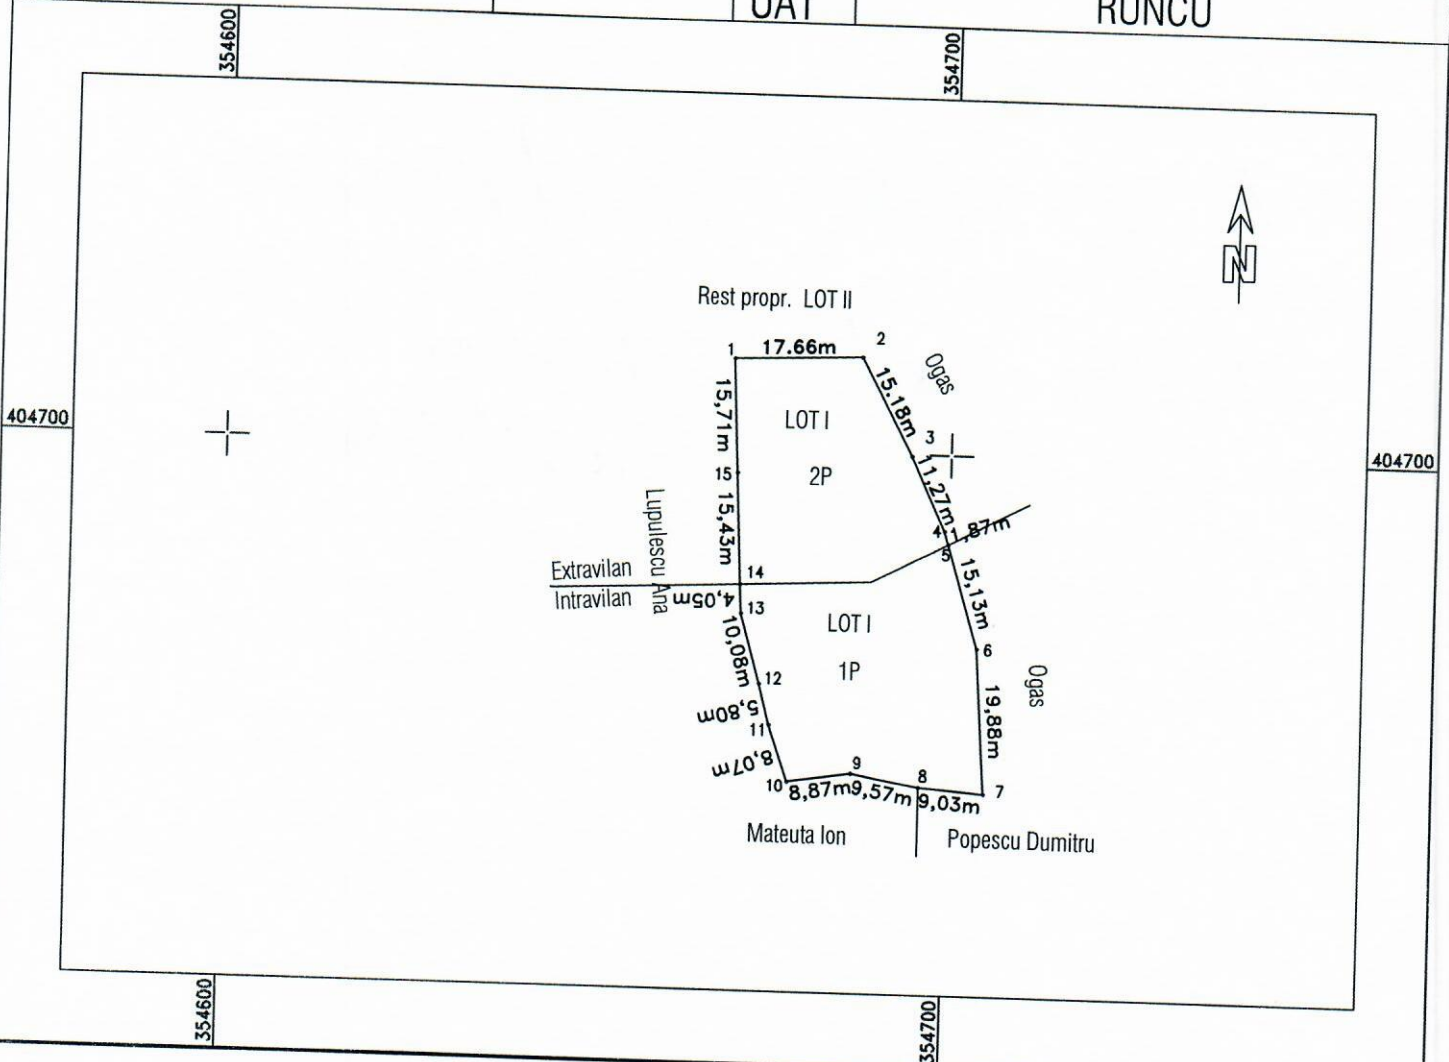 UAT
RUNCU
354600
354700
N
Rest propr. LOT II
1
17.66m
2
Ogas
15,71m
15.18m
LOT I
3
404700
404700
11,27m
2P
15
15,43m
Lupulescu Ana
4
1,87m
5
Extravilan
14
Intravilan
4,05m
13
15,13m
LOT I
10,08m
6
1P
12
Ogas
5,80m
19,88m
11
8,07m
9
8
10
8,87m
9,57m
9,03m
7
Mateuta Ion
Popescu Dumitru
354600
354700